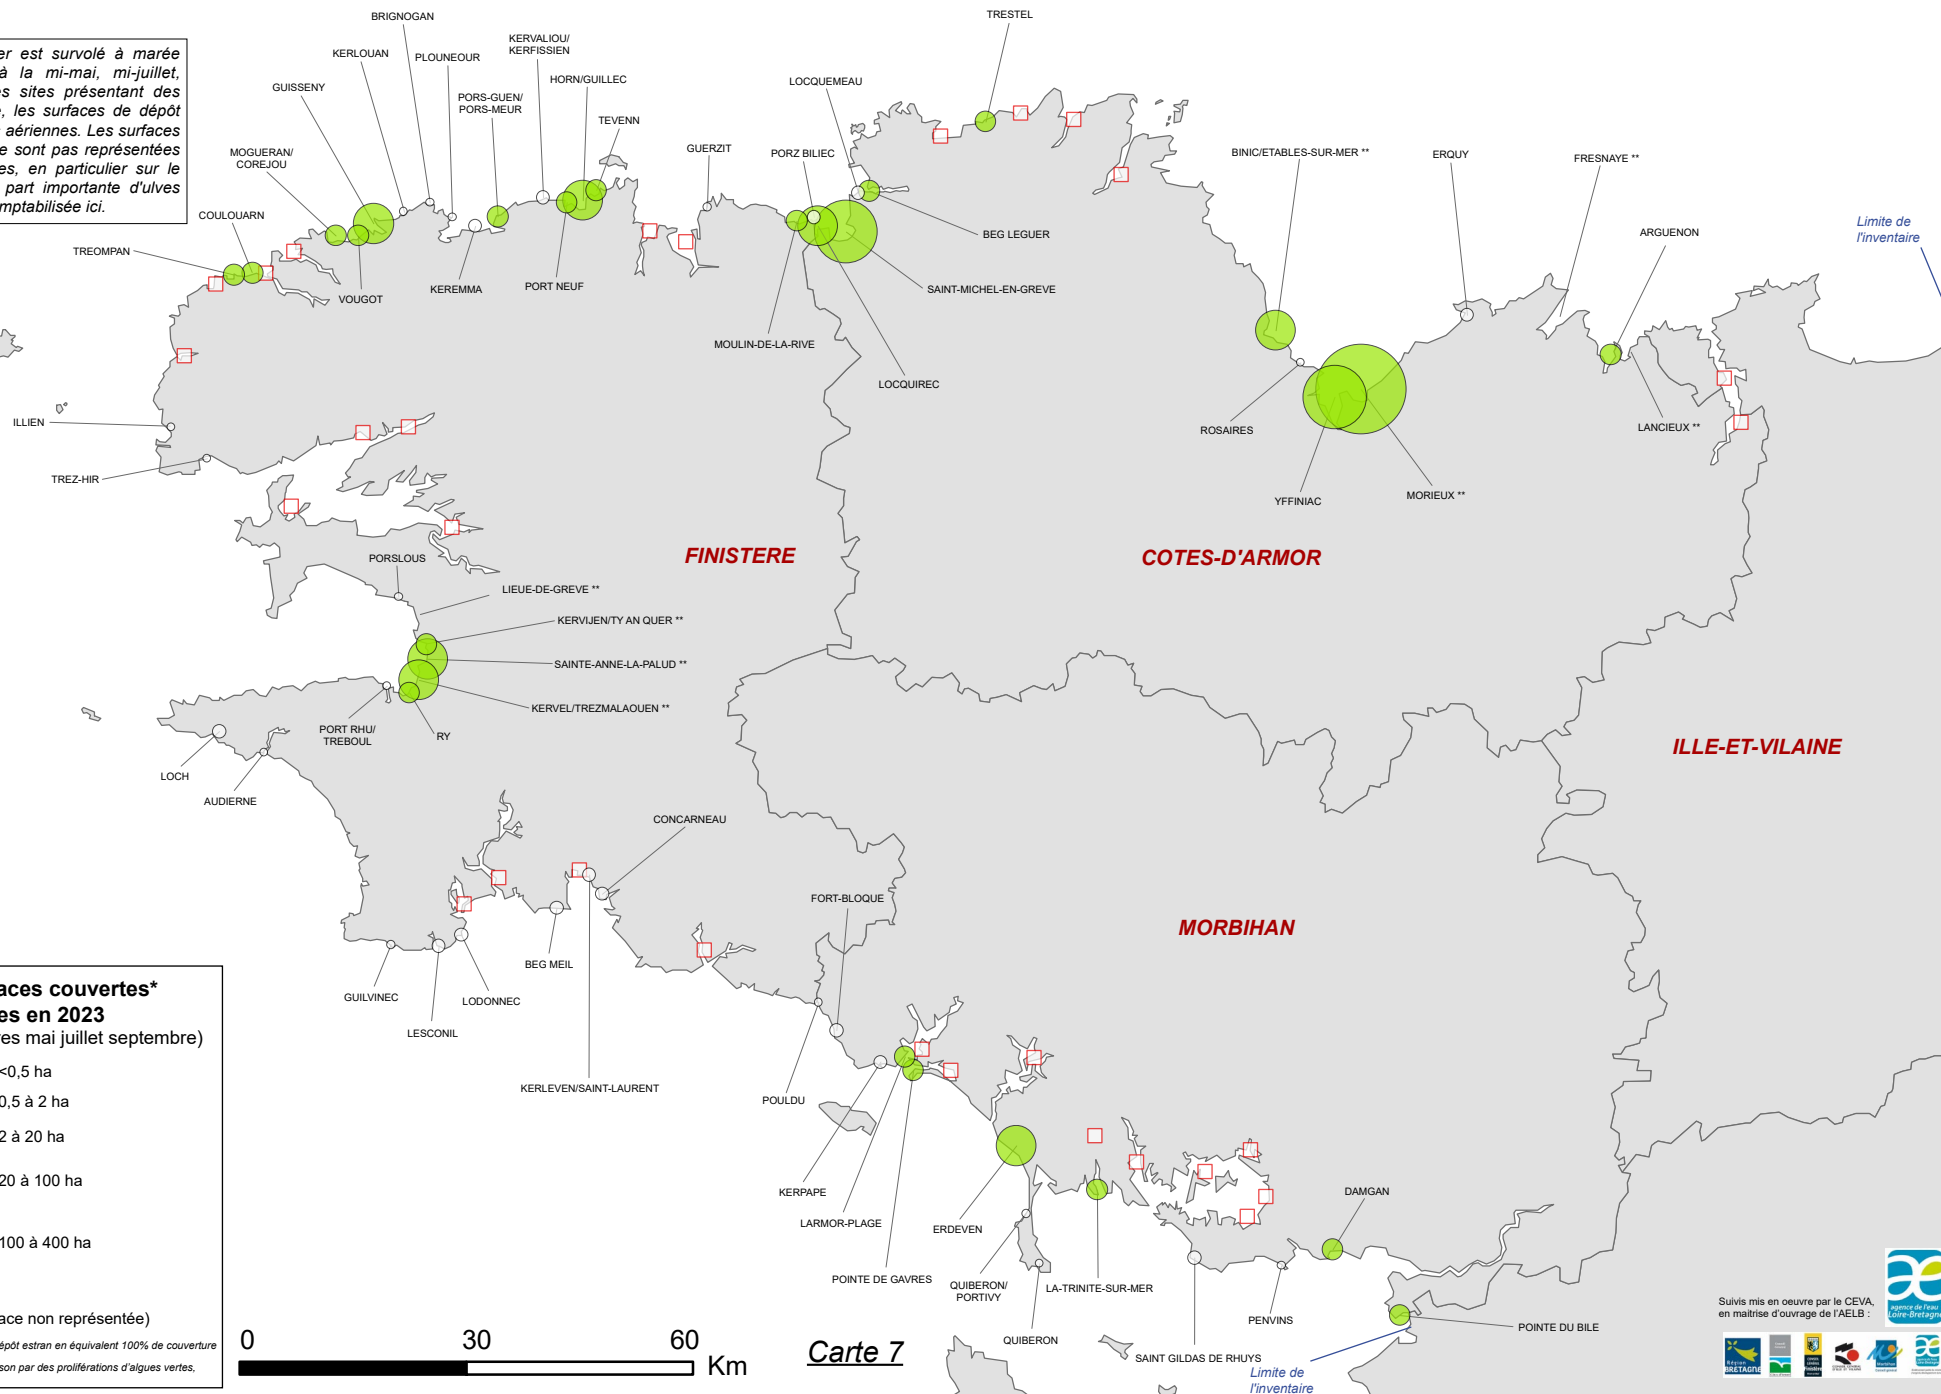 er est survolé à marée
à la mi-mai, mi-juillet,
es sites présentant des
e, les surfaces de dépôt
s aériennes. Les surfaces
e sont pas représentées
es, en particulier sur le
part importante d'ulves
mptabilisée ici.
BRIGNOGAN
KERLOUAN
PLOUNEOUR
KERVALIOU/
KERFISSIEN
GUISSENY
PORS-GUEN/
PORS-MEUR
HORN/GUILLEC
TEVENN
MOGUERAN/
COREJOU
COULOUARN
TREOMPAN
VOUGOT
KEREMMA
PORT NEUF
GUERZIT
PORZ BILIEC
LOCQUEMEAU
TRESTEL
BEG LEGUER
SAINT-MICHEL-EN-GREVE
MOULIN-DE-LA-RIVE
LOCQUIREC
BINIC/ETABLES-SUR-MER **
ERQUY
FRESNAYE **
ARGUENON
Limite de
l'inventaire
LANCIEUX **
ROSAIRES
YFFINIAC
MORIEUX **
ILLIEN
TREZ-HIR
FINISTERE
COTES-D'ARMOR
PORSLOUS
LIEUE-DE-GREVE **
KERVIJEN/TY AN QUER **
SAINTE-ANNE-LA-PALUD **
KERVEL/TREZMALAOUEN **
PORT RHU/
TREBOUL
RY
LOCH
AUDIERNE
ILLE-ET-VILAINE
MORBIHAN
CONCARNEAU
FORT-BLOQUE
BEG MEIL
GUILVINEC
LODONNEC
LESCONIL
KERLEVEN/SAINT-LAURENT
POULDU
KERPAPE
LARMOR-PLAGE
POINTE DE GAVRES
ERDEVEN
QUIBERON/
PORTIVY
QUIBERON
LA-TRINITE-SUR-MER
SAINT GILDAS DE RHUYS
PENVINS
DAMGAN
POINTE DU BILE
Limite de
l'inventaire
aces couvertes*
es en 2023
res mai juillet septembre)
<0,5 ha
0,5 à 2 ha
2 à 20 ha
20 à 100 ha
100 à 400 ha
ace non représentée)
épôt estran en équivalent 100% de couverture
son par des proliférations d'algues vertes,
0 30 60
Km
Carte 7
Suivis mis en oeuvre par le CEVA,
en maitrise d'ouvrage de l'AELB :
agence de l'eau
Loire-Bretagne
Région
BRETAGNE